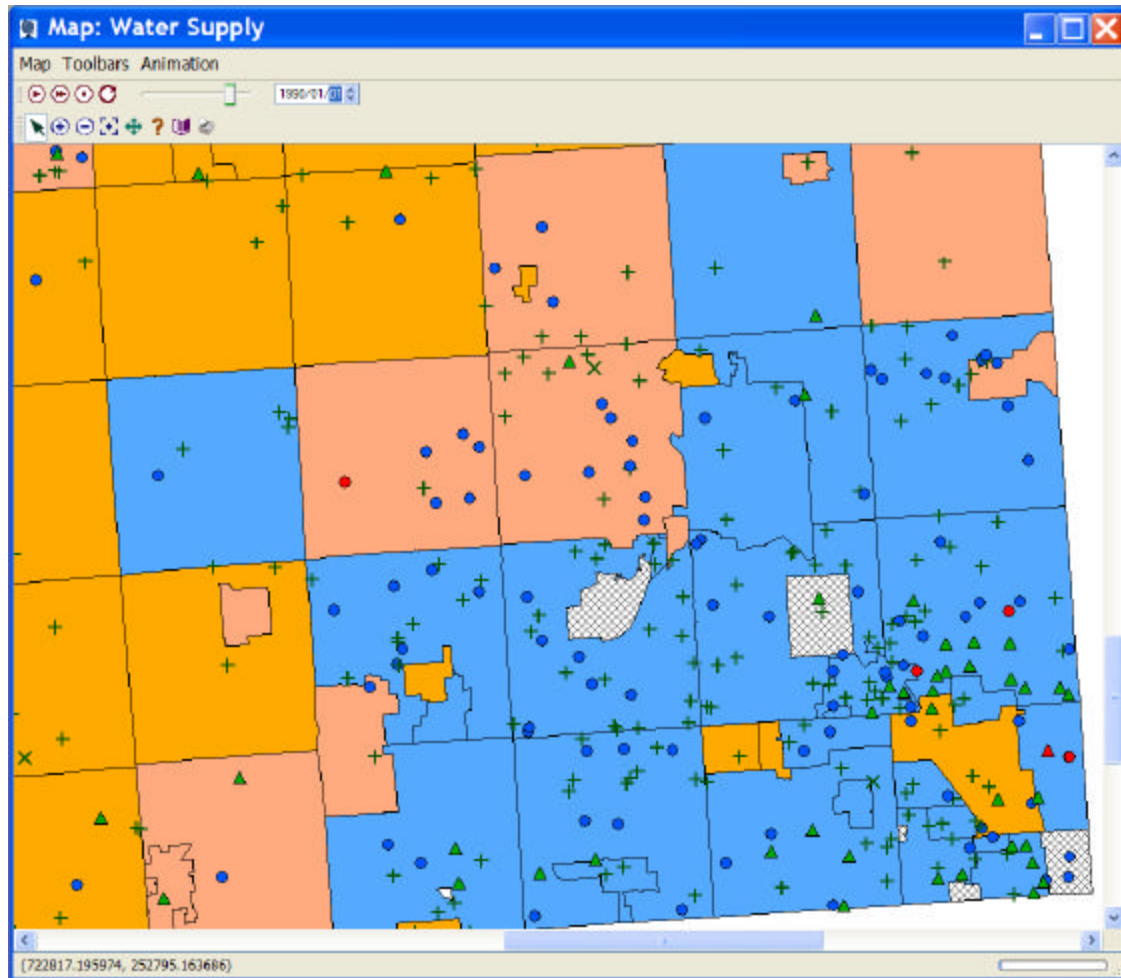 Map: Water Supply
Map Toolbars Animation
1990/01/01
(722817.195974, 252795.163686)